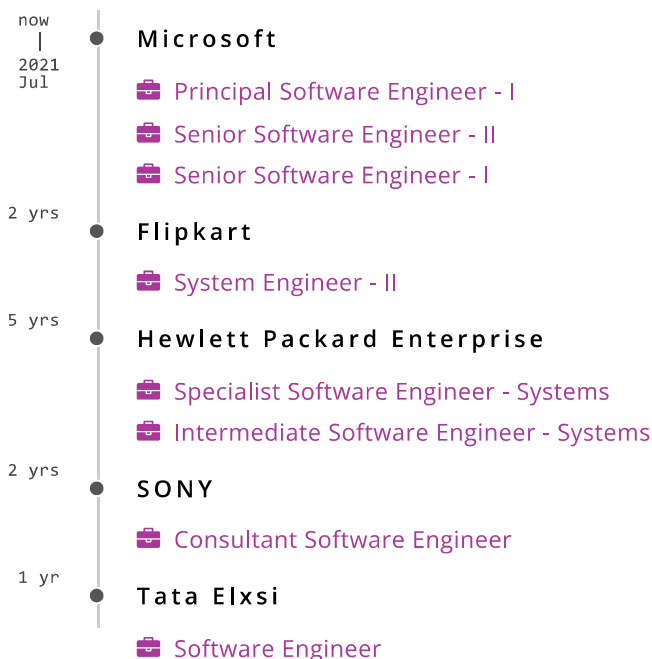 now
|
2021
Jul
Microsoft
Principal Software Engineer - I
Senior Software Engineer - II
Senior Software Engineer - I
2 yrs
Flipkart
System Engineer - II
5 yrs
Hewlett Packard Enterprise
Specialist Software Engineer - Systems
Intermediate Software Engineer - Systems
2 yrs
SONY
Consultant Software Engineer
1 yr
Tata Elxsi
Software Engineer